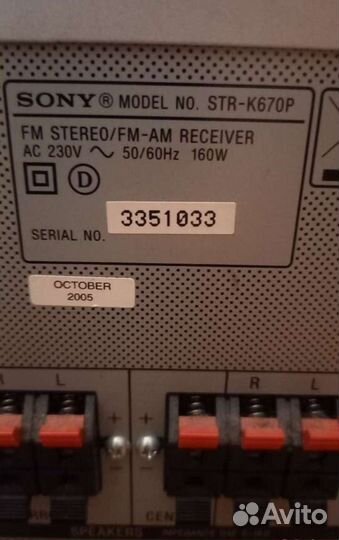 SONY® MODEL NO. STR-K670P
FM STEREO/FM-AM RECEIVER
AC 230V ~ 50/60Hz 160W
D
3351033
SERIAL NO.
OCTOBER
2005
L
R
L
+
+
-
-
CEN
SPEAKERS
Avito